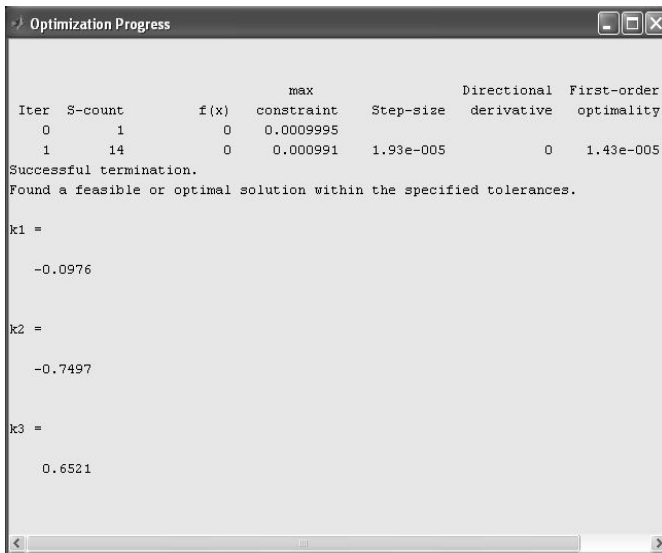 Optimization Progress
max Directional First-order
Iter S-count f(x) constraint Step-size derivative optimality
0 1 0 0.0009995
1 14 0 0.000991 1.93e-005 0 1.43e-005
Successful termination.
Found a feasible or optimal solution within the specified tolerances.
k1 =
-0.0976
k2 =
-0.7497
k3 =
0.6521